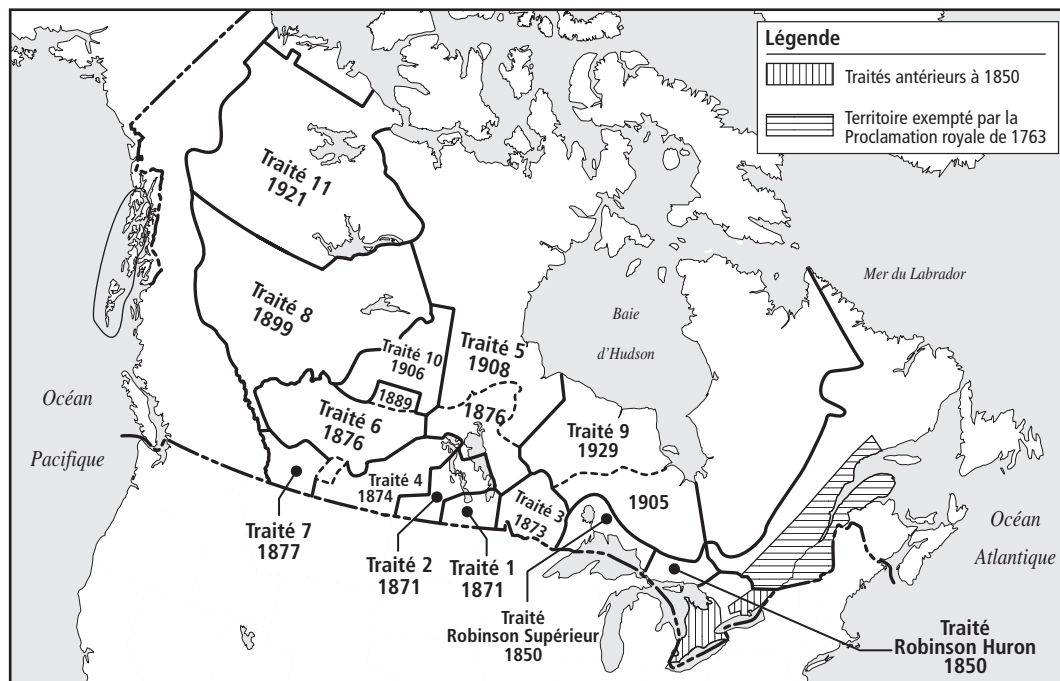 Légende
Traités antérieurs à 1850
Territoire exempté par la
Proclamation royale de 1763
Traité 11
1921
Mer du Labrador
Traité 8
1899
Baie
d'Hudson
Traité 5
1908
Traité 10
1906
1889
1876
Océan
Pacifique
Traité 6
1876
Traité 9
1929
Traité 4
1874
Traité 3
1873
1905
Océan
Atlantique
Traité 7
1877
Traité 2
1871
Traité 1
1871
Traité
Robinson Supérieur
1850
Traité
Robinson Huron
1850